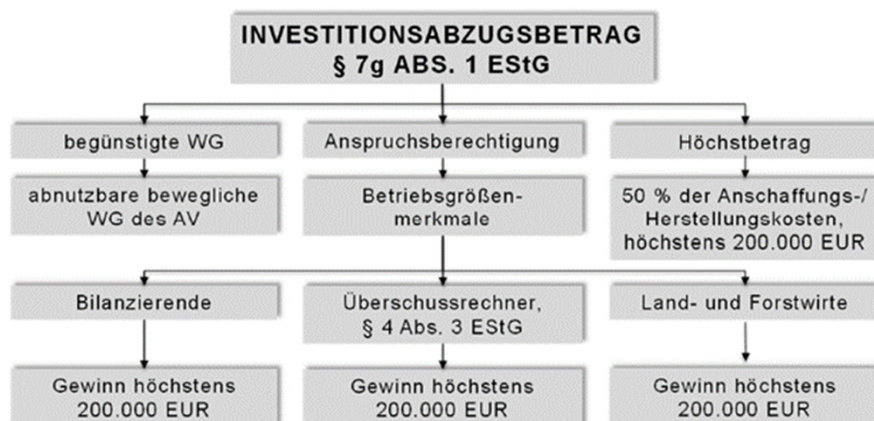 INVESTITIONSABZUGSBETRAG
§ 7g ABS. 1 EStG
begünstigte WG
Anspruchsberechtigung
Höchstbetrag
abnutzbare bewegliche
WG des AV
Betriebsgrößen-
merkmale
50 % der Anschaffungs-/
Herstellungskosten,
höchstens 200.000 EUR
Bilanzierende
Überschussrechner,
§ 4 Abs. 3 EStG
Land- und Forstwirte
Gewinn höchstens
200.000 EUR
Gewinn höchstens
200.000 EUR
Gewinn höchstens
200.000 EUR